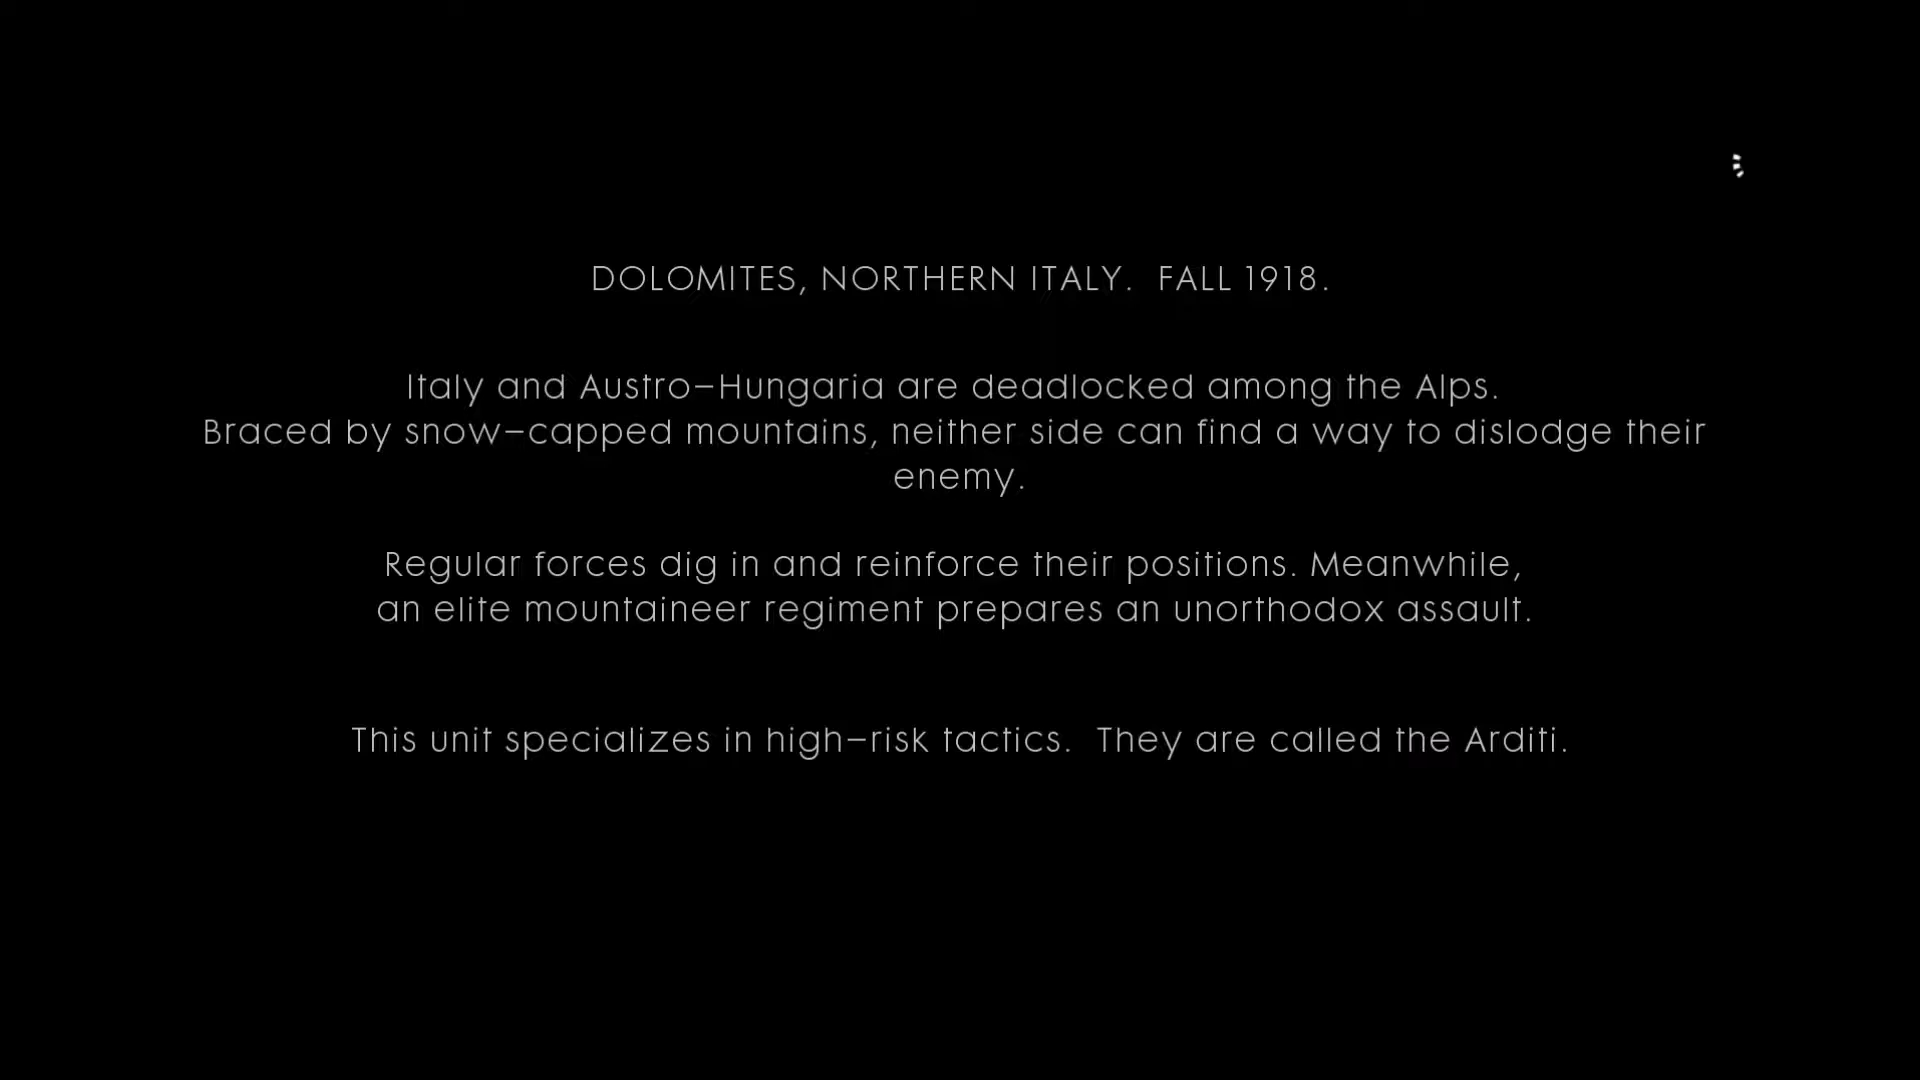 DOLOMITES, NORTHERN ITALY.  FALL 1918.
Italy and Austro-Hungaria are deadlocked among the Alps.
Braced by snow-capped mountains, neither side can find a way to dislodge their
enemy.
Regular forces dig in and reinforce their positions. Meanwhile,
an elite mountaineer regiment prepares an unorthodox assault.
This unit specializes in high-risk tactics.  They are called the Arditi.